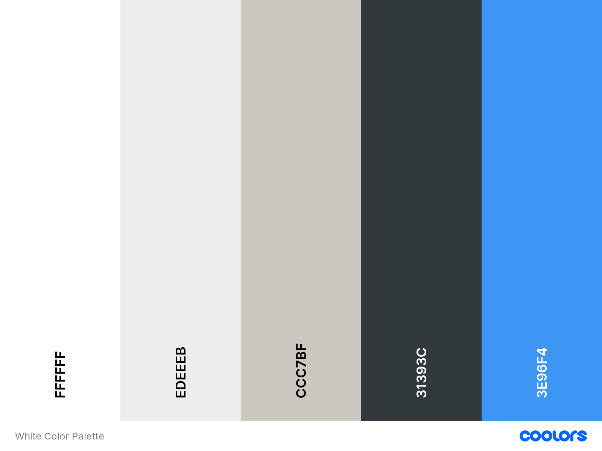 FFFFFF
EDEEEB
CCC7BF
31393C
3E96F4
White Color Palette
coolors